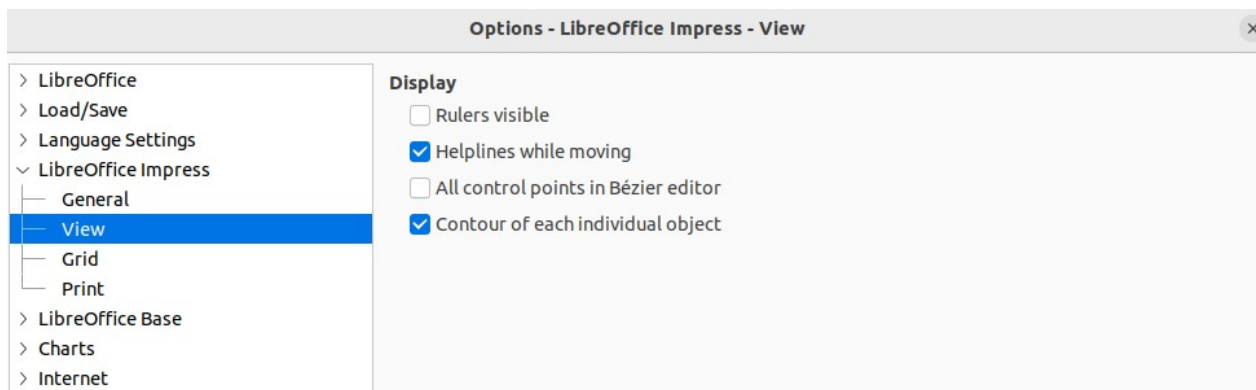 Options - LibreOffice Impress - View
LibreOffice
Load/Save
Language Settings
LibreOffice Impress
General
View
Grid
Print
LibreOffice Base
Charts
Internet
Display
Rulers visible
Helplines while moving
All control points in Bézier editor
Contour of each individual object